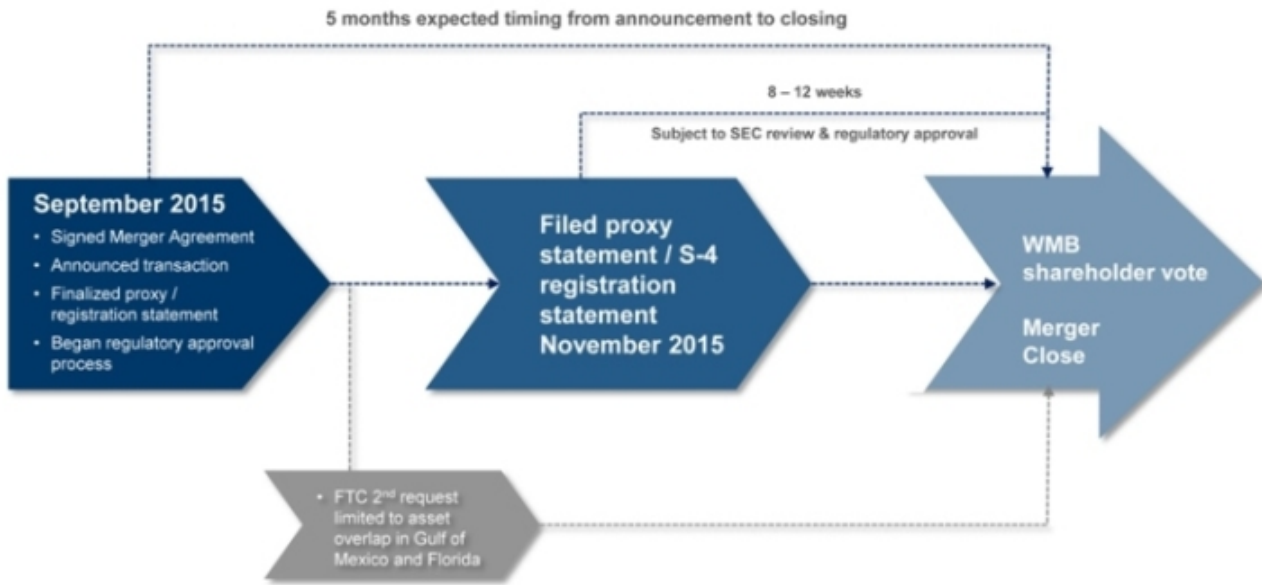 5 months expected timing from announcement to closing
8 – 12 weeks
Subject to SEC review & regulatory approval
September 2015
• Signed Merger Agreement
• Announced transaction
• Finalized proxy /
registration statement
• Began regulatory approval
process
Filed proxy
statement / S-4
registration
statement
November 2015
WMB
shareholder vote
Merger
Close
• FTC 2nd request
limited to asset
overlap in Gulf of
Mexico and Florida